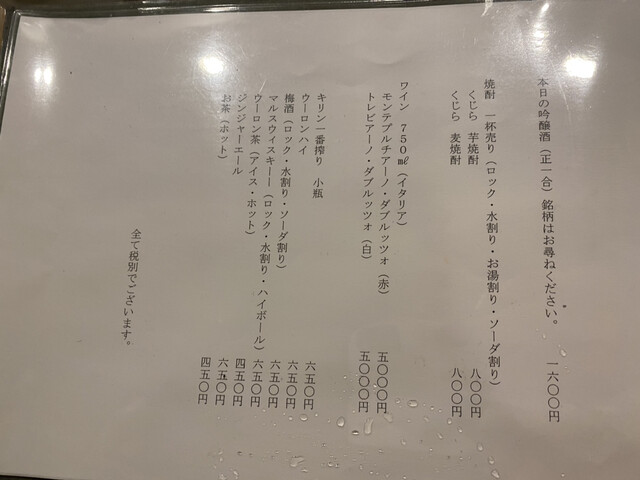 本日の吟醸酒（正一合）銘柄はお尋ねください。 一六〇〇円
焼酎 一杯売り（ロック・水割り・お湯割り・ソーダ割り）
くじら 芋焼酎 八〇〇円
くじら 麦焼酎 八〇〇円
ワイン 750㎖（イタリア）
モンテプルチアーノ・ダブルッツォ（赤） 五〇〇〇円
トレビアーノ・ダブルッツォ（白） 五〇〇〇円
キリン一番搾り 小瓶 六五〇円
ウーロンハイ 六五〇円
梅酒（ロック・水割り・ソーダ割り） 六五〇円
マルスウィスキー（ロック・水割り・ハイボール） 六五〇円
ウーロン茶（アイス・ホット） 四五〇円
ジンジャーエール 六五〇円
お茶（ホット） 四五〇円
全て税別でございます。